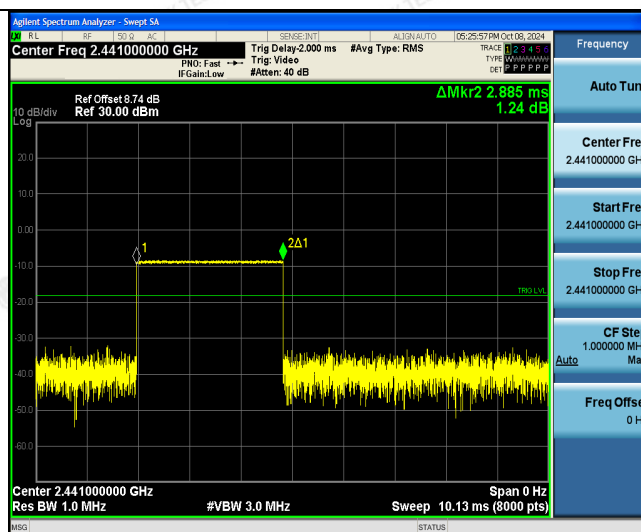 Agilent Spectrum Analyzer - Swept SA
RL RF 50 Ω AC SENSE:INT ALIGN AUTO 05:25:57 PM Oct 08, 2024
Center Freq 2.441000000 GHz
PNO: Fast
IFGain:Low
Trig Delay-2.000 ms
Trig: Video
#Atten: 40 dB
#Avg Type: RMS
TRACE 1 2 3 4 5 6
TYPE WWWWWW
DET P P P P P P
Frequency
ΔMkr2 2.885 ms
1.24 dB
Ref Offset 8.74 dB
Ref 30.00 dBm
10 dB/div
Log
20.0
10.0
0.00
-10.0
-20.0
-30.0
-40.0
-50.0
-60.0
1
2Δ1
TRIG LVL
Auto Tun
Center Fre
2.441000000 GH
Start Fre
2.441000000 GH
Stop Fre
2.441000000 GH
CF Ste
1.000000 MH
Auto Ma
Freq Offse
0 H
Center 2.441000000 GHz
Span 0 Hz
Res BW 1.0 MHz
#VBW 3.0 MHz
Sweep 10.13 ms (8000 pts)
MSG
STATUS